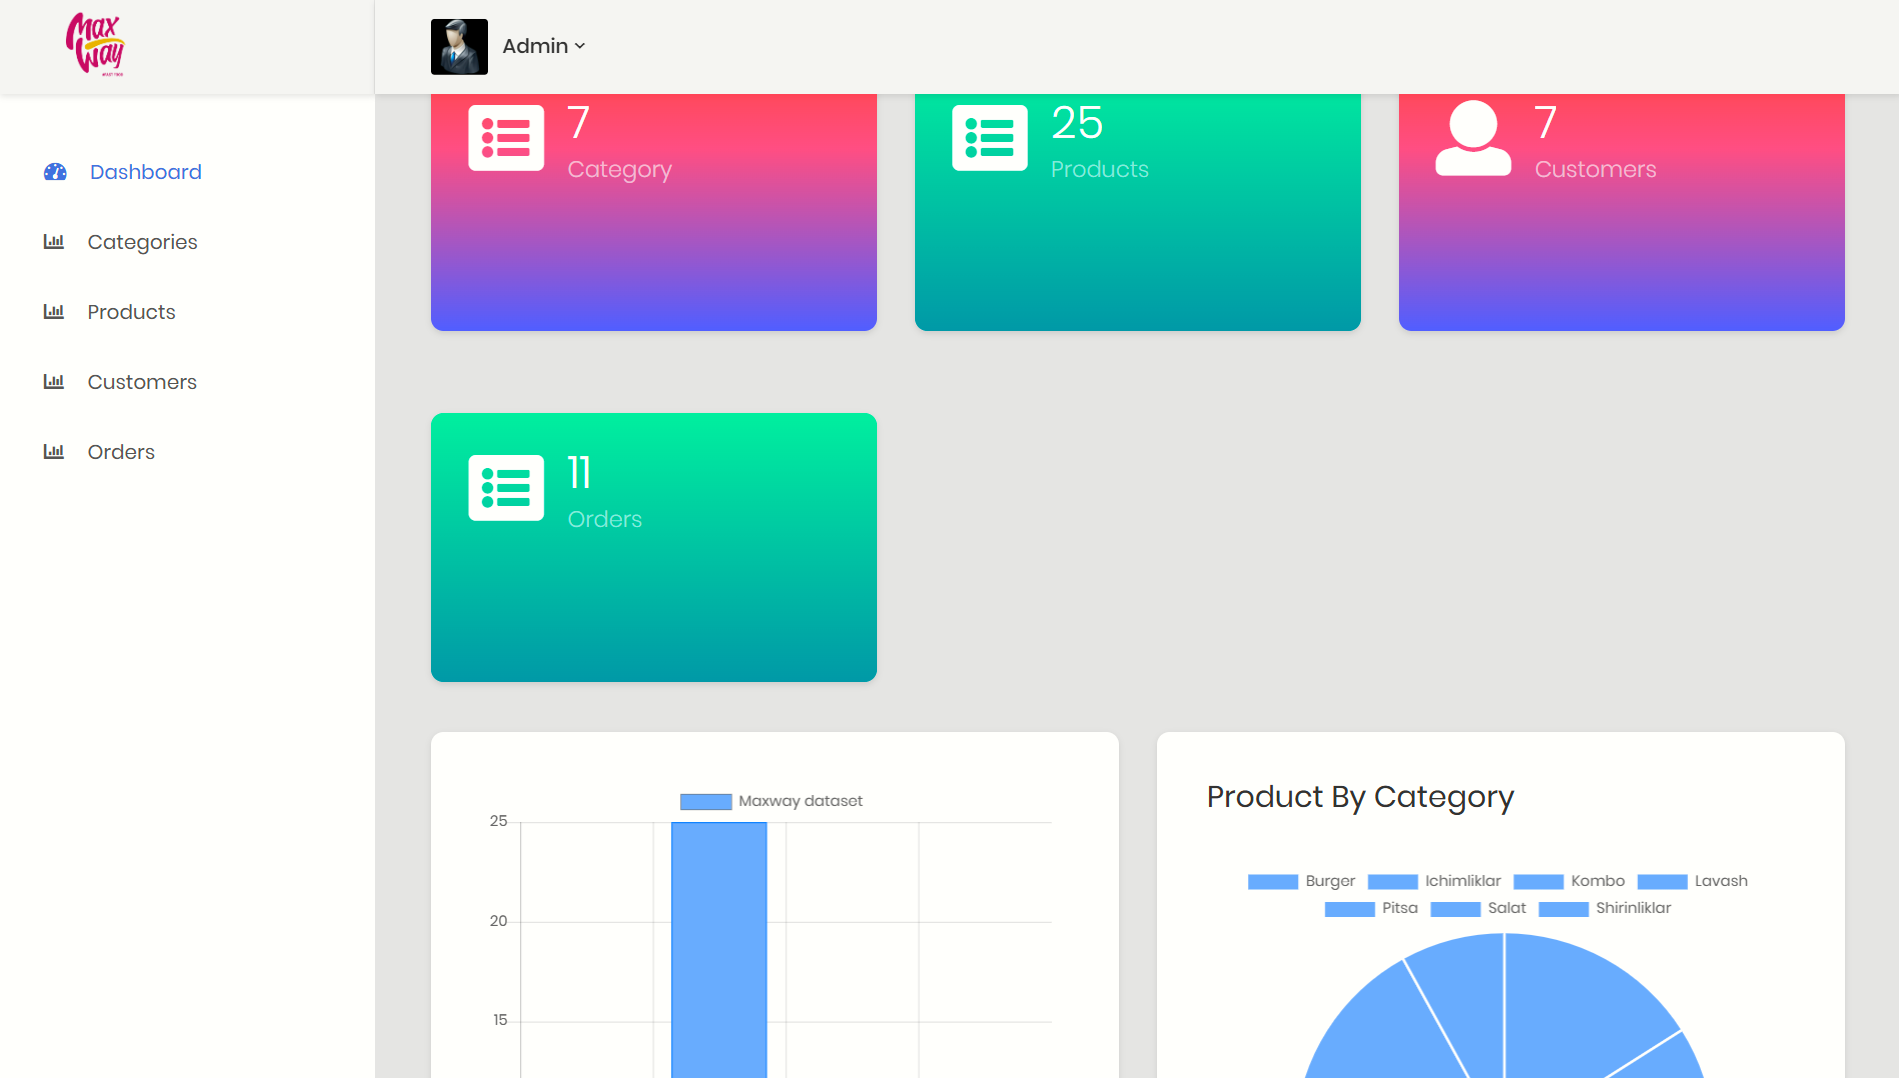 Max
Way
Admin
Dashboard
Categories
Products
Customers
Orders
7
Category
25
Products
7
Customers
11
Orders
Maxway dataset
25
20
15
Product By Category
Burger Ichimliklar Kombo Lavash
Pitsa Salat Shirinliklar